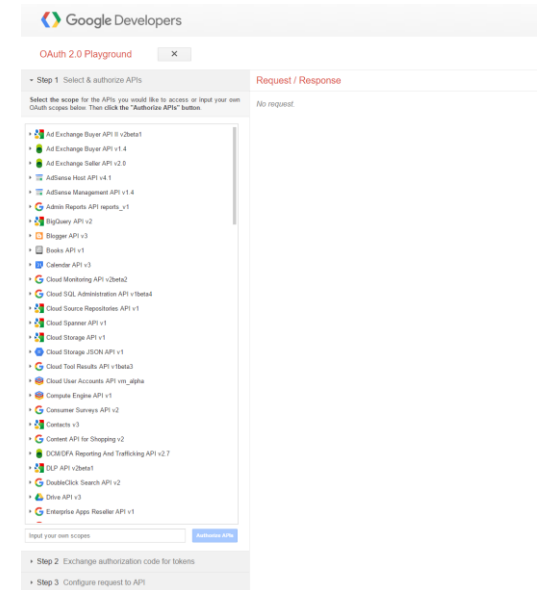 Google Developers
OAuth 2.0 Playground
Step 1 Select & authorize APIs
Select the scope for the APIs you would like to access or input your own
OAuth scopes below. Then click the "Authorize APIs" button.
Ad Exchange Buyer API II v2beta1
Ad Exchange Buyer API v1.4
Ad Exchange Seller API v2.0
AdSense Host API v4.1
AdSense Management API v1.4
Admin Reports API reports_v1
BigQuery API v2
Blogger API v3
Books API v1
Calendar API v3
Cloud Monitoring API v2beta2
Cloud SQL Administration API v1beta4
Cloud Source Repositories API v1
Cloud Spanner API v1
Cloud Storage API v1
Cloud Storage JSON API v1
Cloud Tool Results API v1beta3
Cloud User Accounts API vm_alpha
Compute Engine API v1
Consumer Surveys API v2
Contacts v3
Content API for Shopping v2
DCM/DFA Reporting And Trafficking API v2.7
DLP API v2beta1
DoubleClick Search API v2
Drive API v3
Enterprise Apps Reseller API v1
Input your own scopes
Authorize APIs
Step 2 Exchange authorization code for tokens
Step 3 Configure request to API
Request / Response
No request.